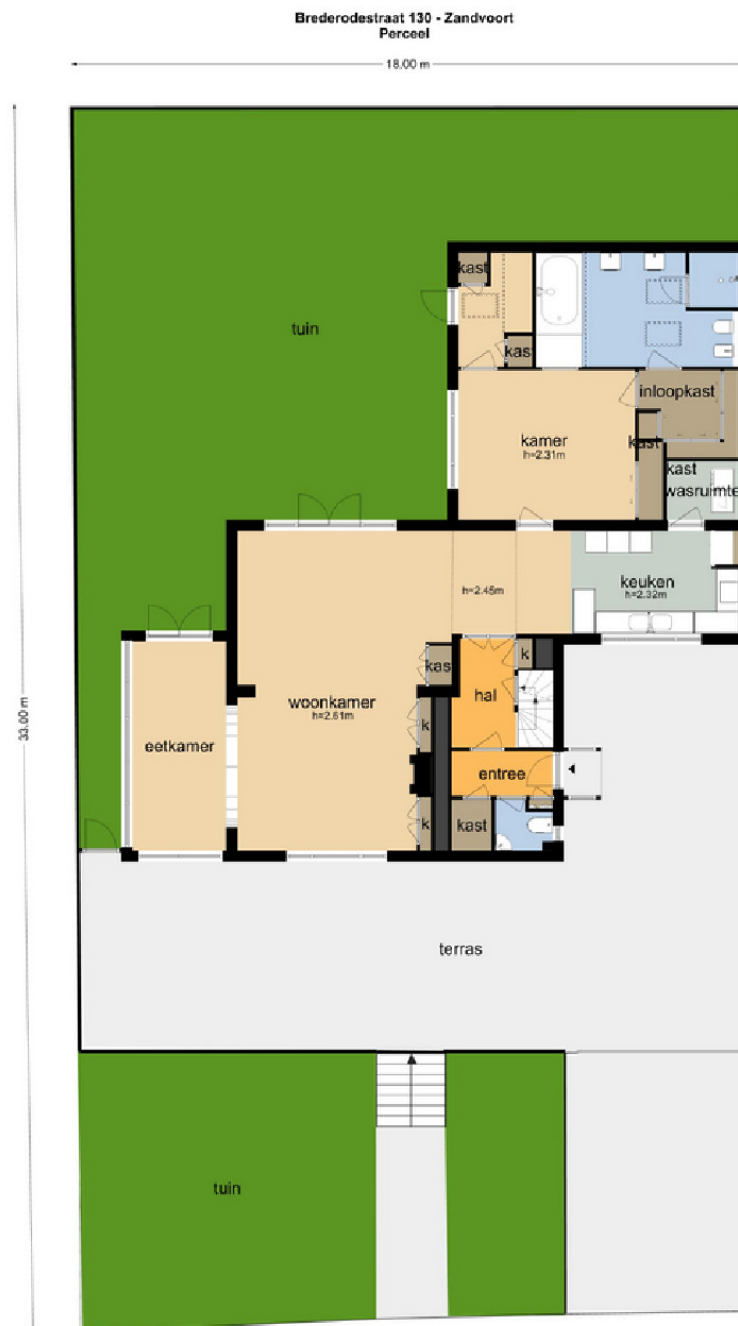 Brederodestraat 130 - Zandvoort
Perceel
18.00 m
33.00 m
kast
tuin
kast
inloopkast
kamer
h=2.31m
kast
kast
wasruimte
keuken
h=2.32m
h=2.45m
k
kas
hal
woonkamer
h=2.61m
k
eetkamer
entree
k
kast
terras
tuin